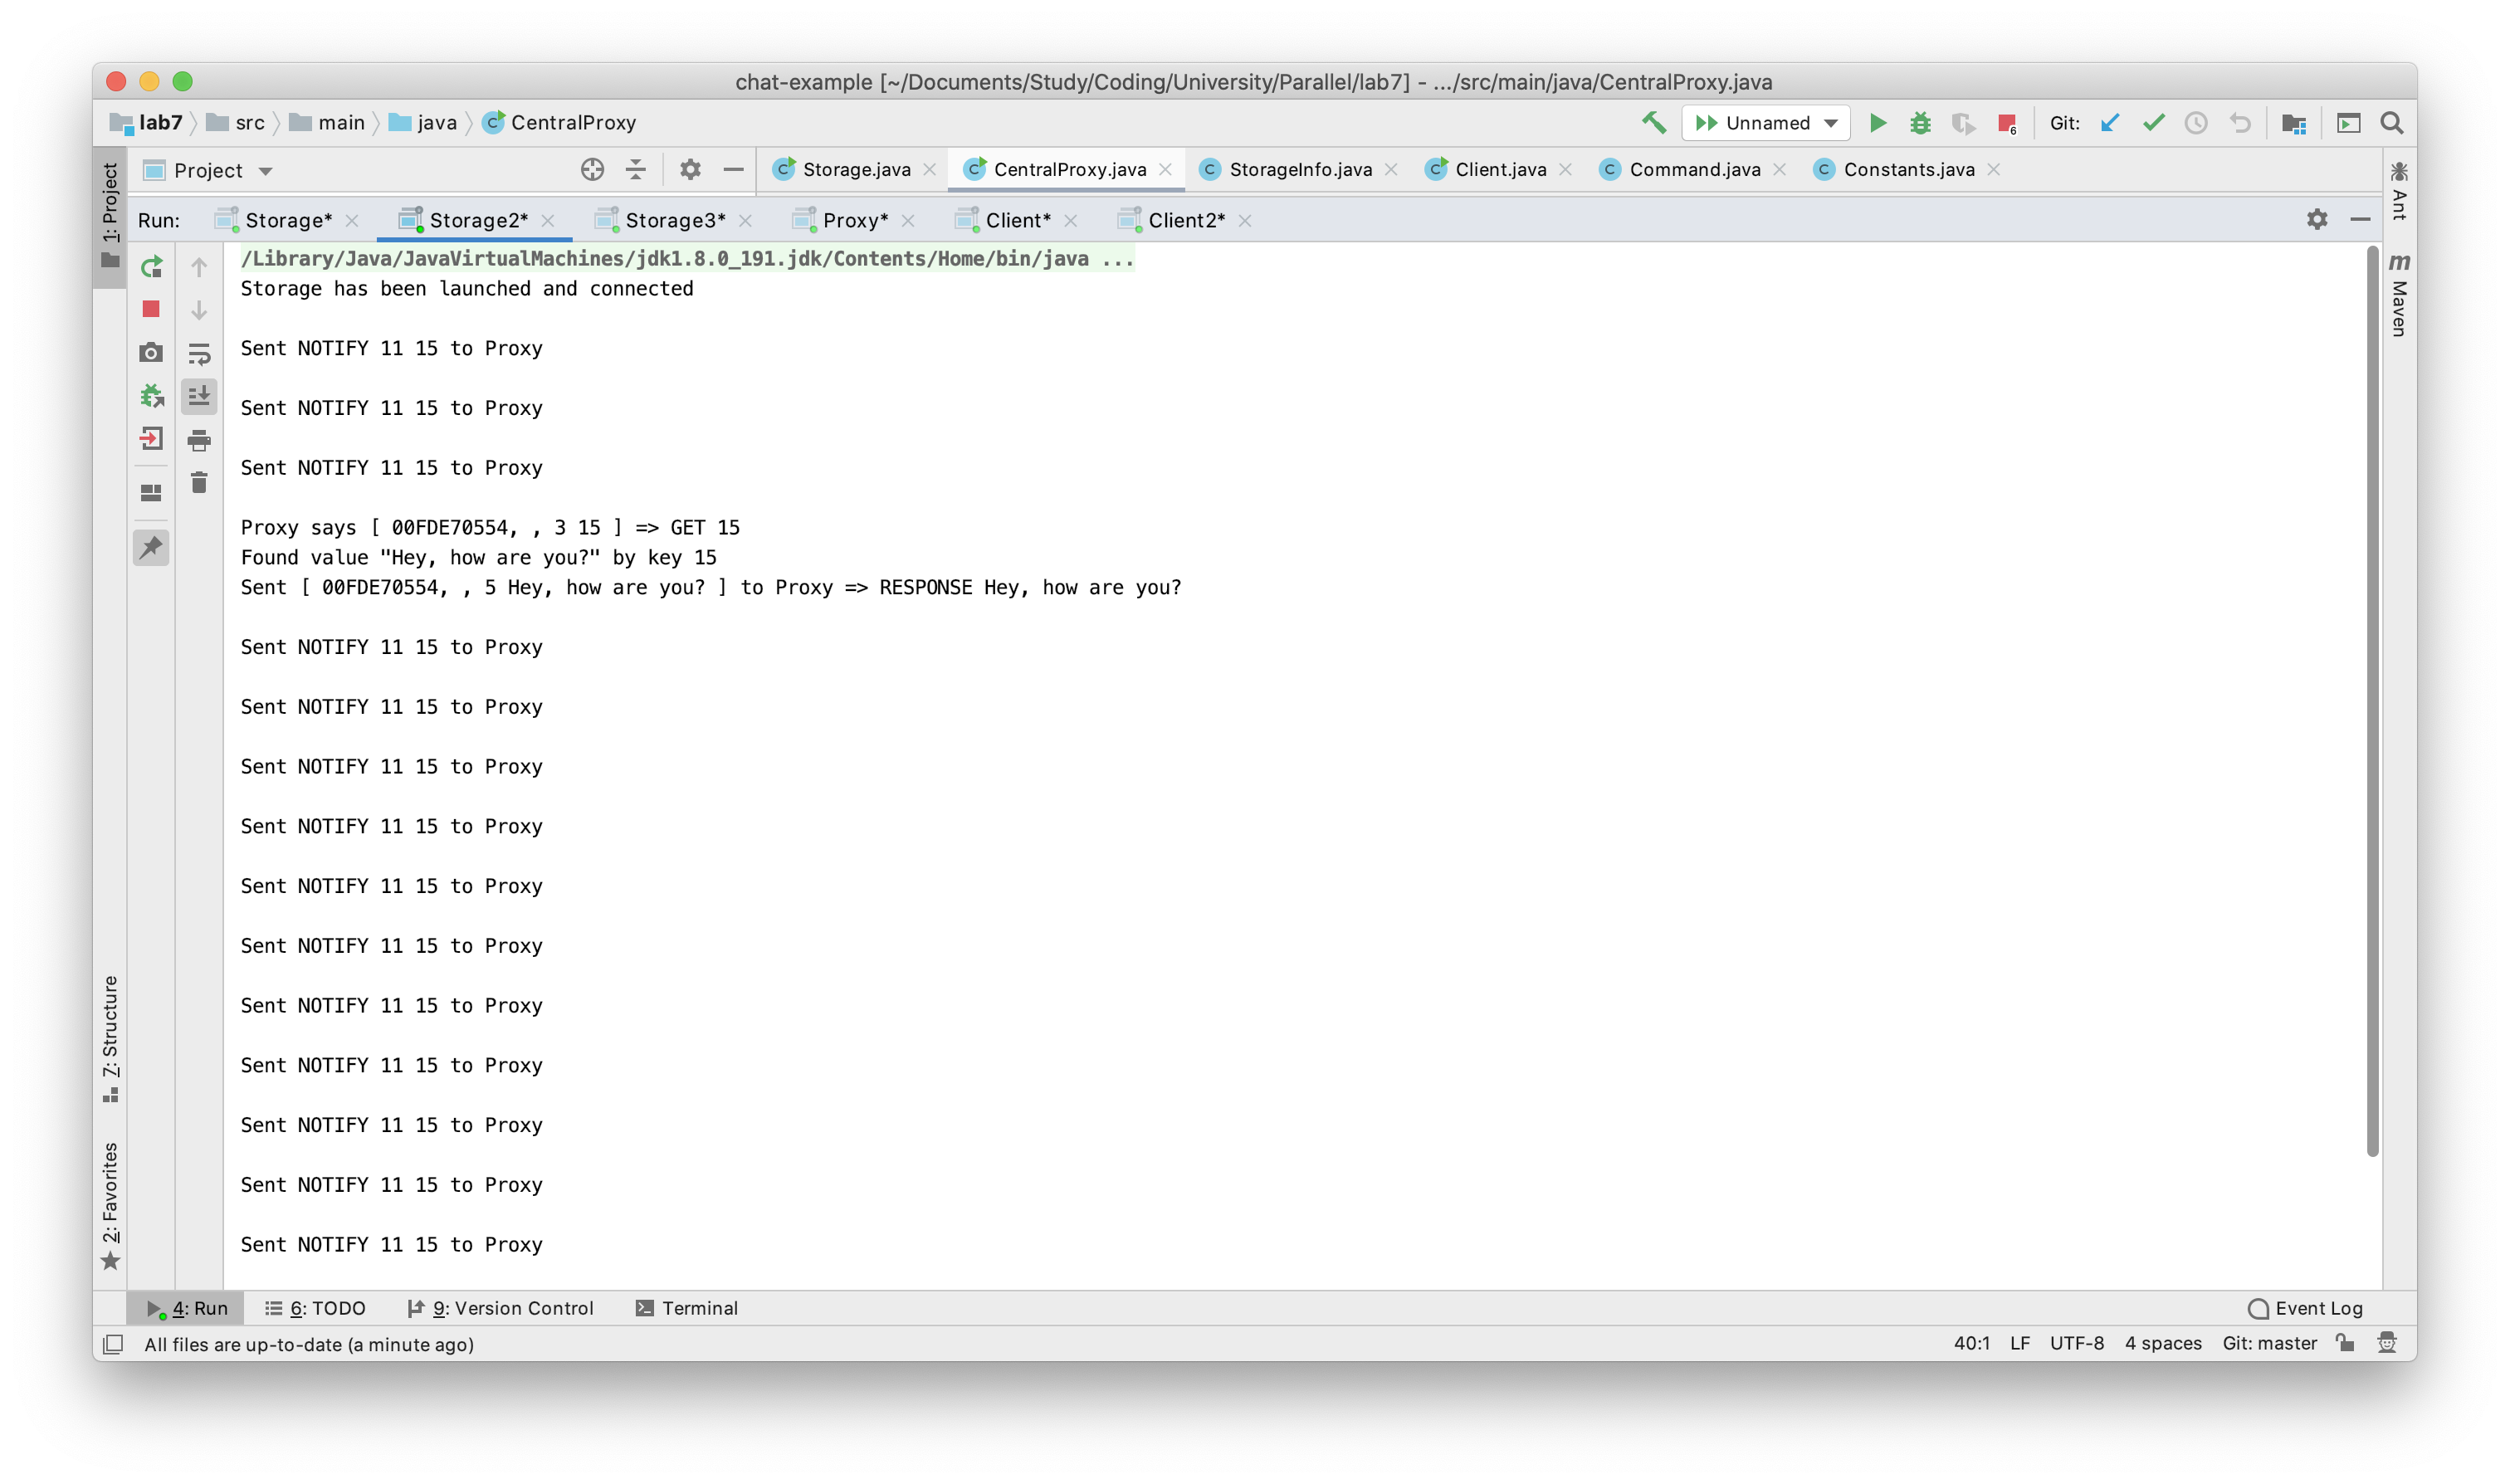 chat-example [~/Documents/Study/Coding/University/Parallel/lab7] - .../src/main/java/CentralProxy.java
lab7 src main java CentralProxy Unnamed 6 Git:
1: Project Project Storage.java CentralProxy.java StorageInfo.java Client.java Command.java Constants.java Ant
Run: Storage* Storage2* Storage3* Proxy* Client* Client2*
m Maven
/Library/Java/JavaVirtualMachines/jdk1.8.0_191.jdk/Contents/Home/bin/java ...
Storage has been launched and connected
Sent NOTIFY 11 15 to Proxy
Sent NOTIFY 11 15 to Proxy
Sent NOTIFY 11 15 to Proxy
Proxy says [ 00FDE70554, , 3 15 ] => GET 15
Found value "Hey, how are you?" by key 15
Sent [ 00FDE70554, , 5 Hey, how are you? ] to Proxy => RESPONSE Hey, how are you?
Sent NOTIFY 11 15 to Proxy
Sent NOTIFY 11 15 to Proxy
Sent NOTIFY 11 15 to Proxy
Sent NOTIFY 11 15 to Proxy
Sent NOTIFY 11 15 to Proxy
Sent NOTIFY 11 15 to Proxy
Sent NOTIFY 11 15 to Proxy
Sent NOTIFY 11 15 to Proxy
Sent NOTIFY 11 15 to Proxy
Sent NOTIFY 11 15 to Proxy
Sent NOTIFY 11 15 to Proxy
7: Structure
2: Favorites
4: Run 6: TODO 9: Version Control Terminal Event Log
All files are up-to-date (a minute ago) 40:1 LF UTF-8 4 spaces Git: master